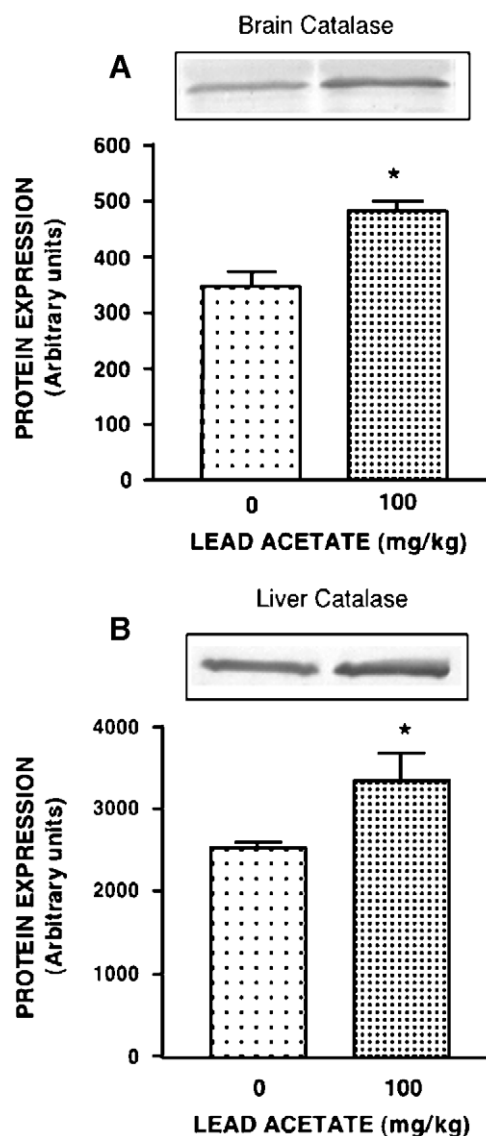 Brain Catalase
A
PROTEIN EXPRESSION
(Arbitrary units)
600
500
400
300
200
100
0
*
0 100
LEAD ACETATE (mg/kg)
Liver Catalase
B
PROTEIN EXPRESSION
(Arbitrary units)
4000
3000
2000
1000
0
*
0 100
LEAD ACETATE (mg/kg)